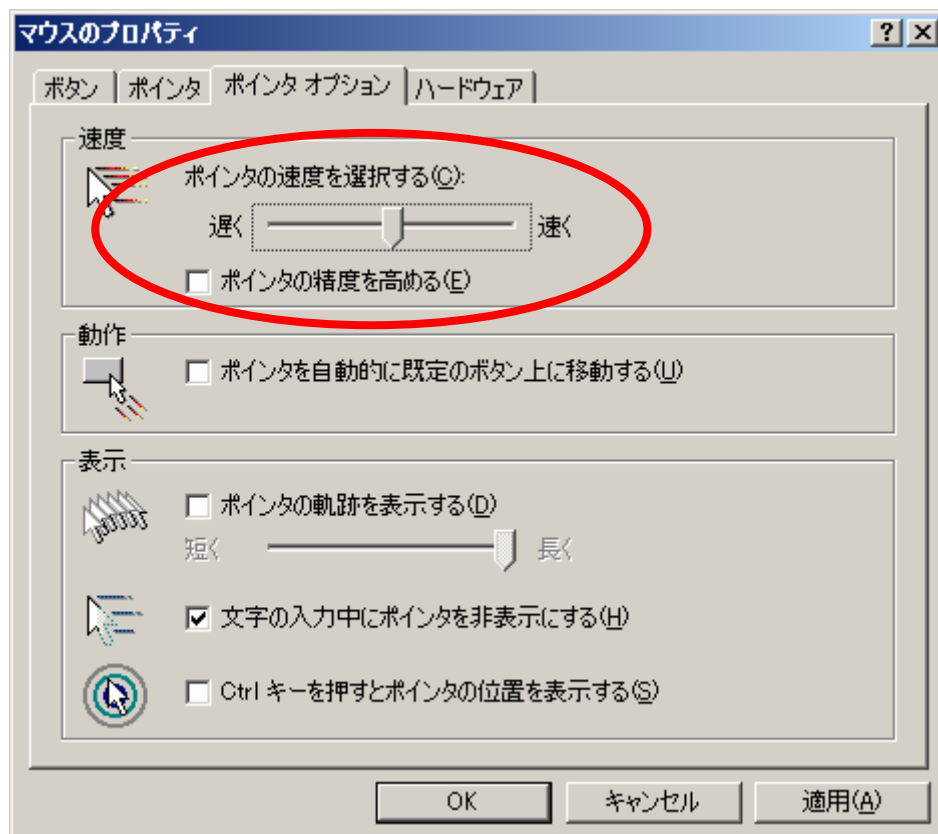 マウスのプロパティ
ボタン ポインタ ポインタ オプション ハードウェア
速度
ポインタの速度を選択する(C):
遅く 速く
ポインタの精度を高める(E)
動作
ポインタを自動的に既定のボタン上に移動する(U)
表示
ポインタの軌跡を表示する(D)
短く 長く
文字の入力中にポインタを非表示にする(H)
Ctrl キーを押すとポインタの位置を表示する(S)
OK キャンセル 適用(A)